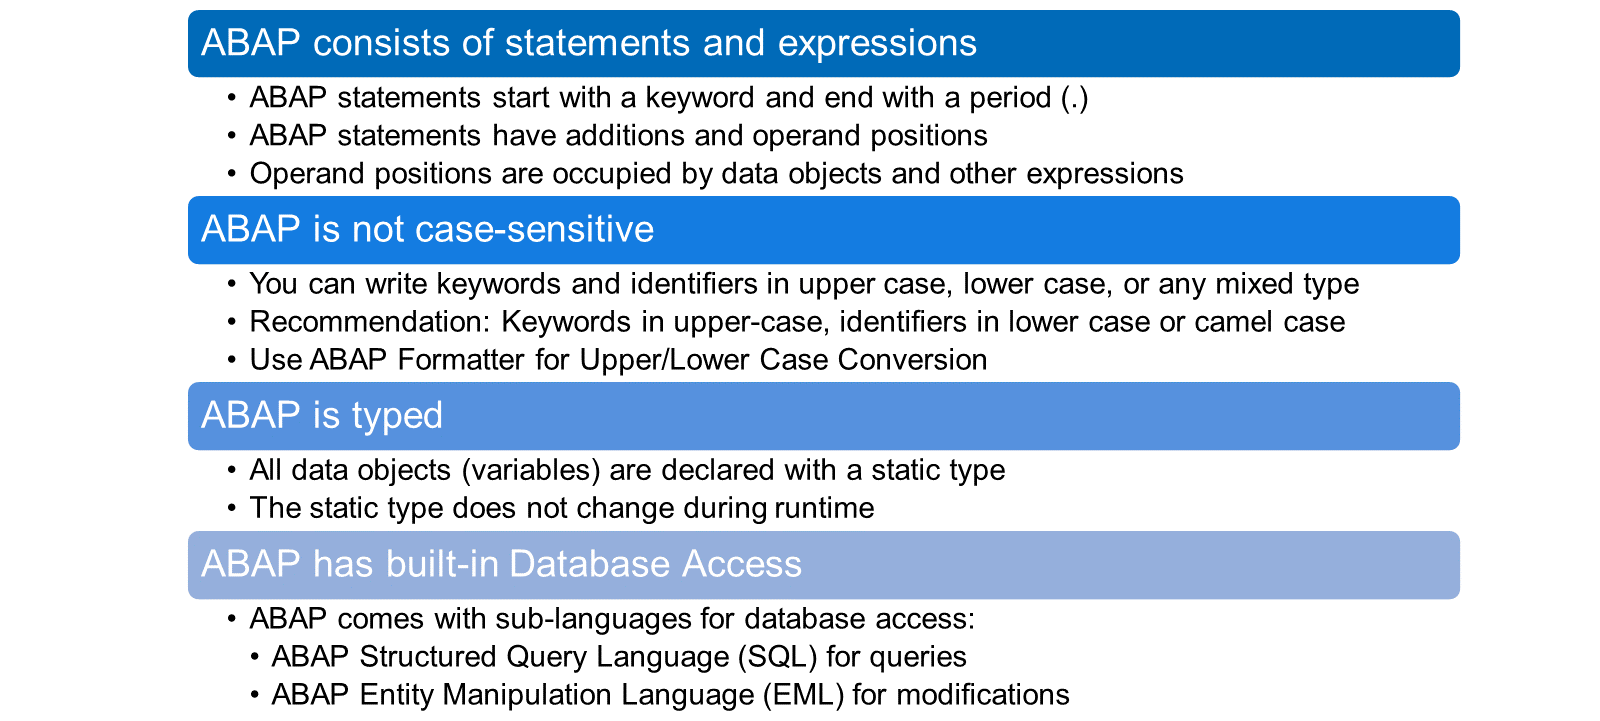 ABAP consists of statements and expressions
• ABAP statements start with a keyword and end with a period (.)
• ABAP statements have additions and operand positions
• Operand positions are occupied by data objects and other expressions
ABAP is not case-sensitive
• You can write keywords and identifiers in upper case, lower case, or any mixed type
• Recommendation: Keywords in upper-case, identifiers in lower case or camel case
• Use ABAP Formatter for Upper/Lower Case Conversion
ABAP is typed
• All data objects (variables) are declared with a static type
• The static type does not change during runtime
ABAP has built-in Database Access
• ABAP comes with sub-languages for database access:
• ABAP Structured Query Language (SQL) for queries
• ABAP Entity Manipulation Language (EML) for modifications